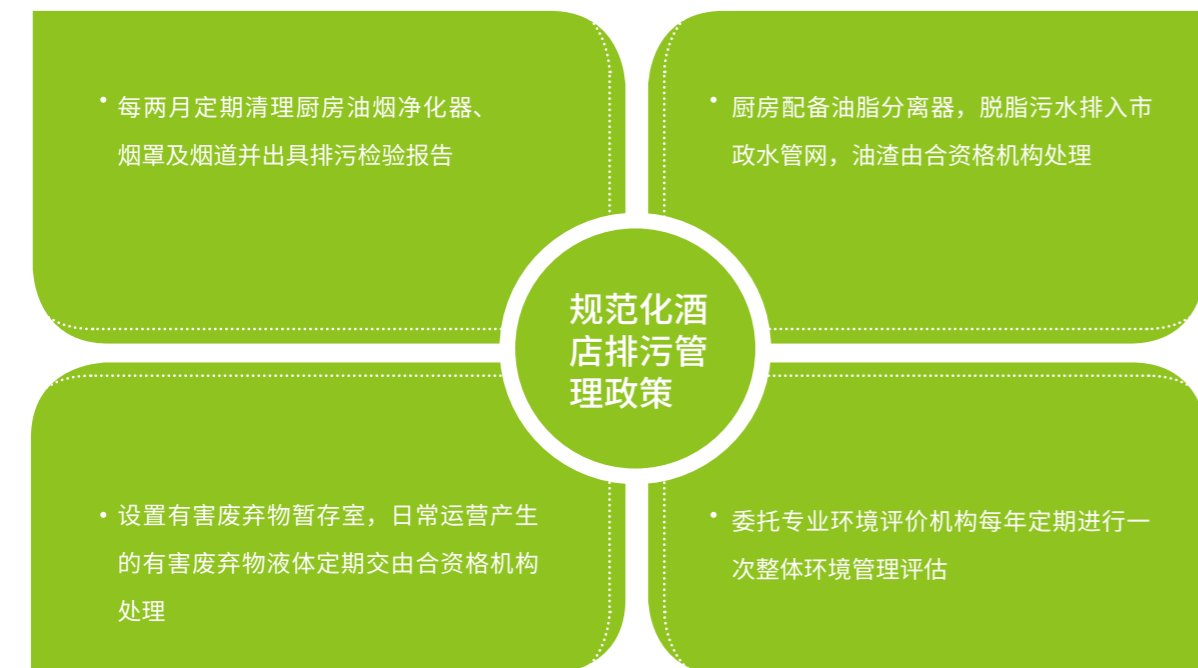 • 每两月定期清理厨房油烟净化器、
烟罩及烟道并出具排污检验报告
• 厨房配备油脂分离器，脱脂污水排入市
政水管网，油渣由合资格机构处理
规范化酒
店排污管
理政策
• 设置有害废弃物暂存室，日常运营产生
的有害废弃物液体定期交由合资格机构
处理
• 委托专业环境评价机构每年定期进行一
次整体环境管理评估